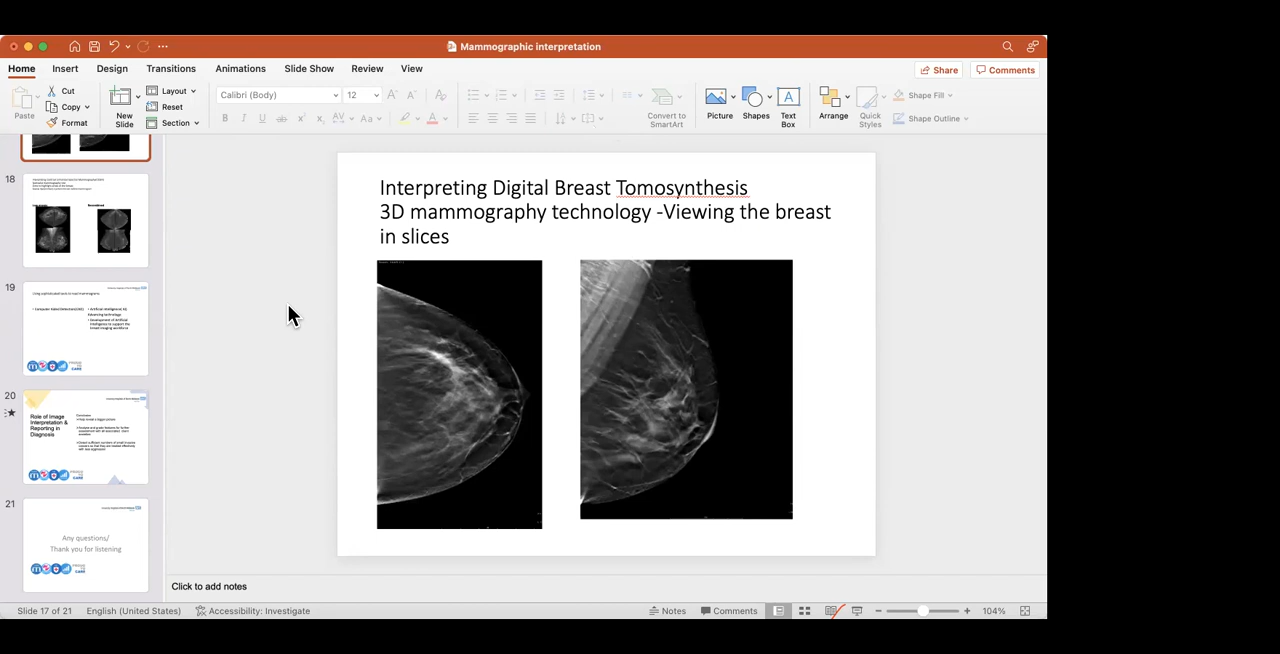 Mammographic interpretation
Home Insert Design Transitions Animations Slide Show Review View
Share Comments
Paste
Cut
Copy
Format
New
Slide
Layout
Reset
Section
Calibri (Body) 12
Convert to
SmartArt
Picture
Shapes
Text
Box
Arrange
Quick
Styles
Shape Fill
Shape Outline
18
19
20
Role of Image
Interpretation &
Reporting in
Diagnosis
21
Any questions/
Thank you for listening
Interpreting Digital Breast Tomosynthesis
3D mammography technology -Viewing the breast
in slices
Click to add notes
Slide 17 of 21 English (United States) Accessibility: Investigate Notes Comments 104%